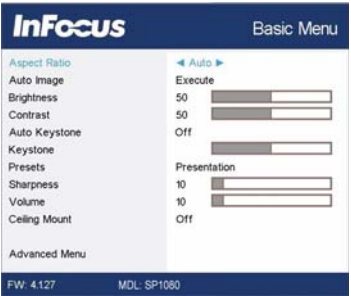 InFocus Basic Menu
Aspect Ratio ◀ Auto ▶
Auto Image Execute
Brightness 50
Contrast 50
Auto Keystone Off
Keystone
Presets Presentation
Sharpness 10
Volume 10
Ceiling Mount Off
Advanced Menu
FW: 4.127 MDL: SP1080